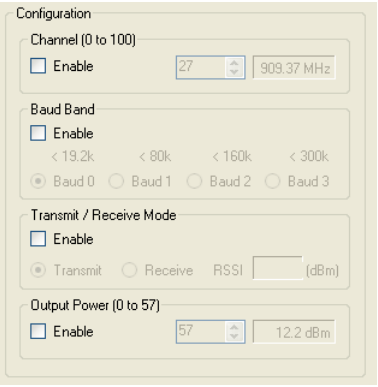 Configuration
Channel (0 to 100)
Enable 27 909.37 MHz
Baud Band
Enable
< 19.2k < 80k < 160k < 300k
Baud 0 Baud 1 Baud 2 Baud 3
Transmit / Receive Mode
Enable
Transmit Receive RSSI (dBm)
Output Power (0 to 57)
Enable 57 12.2 dBm